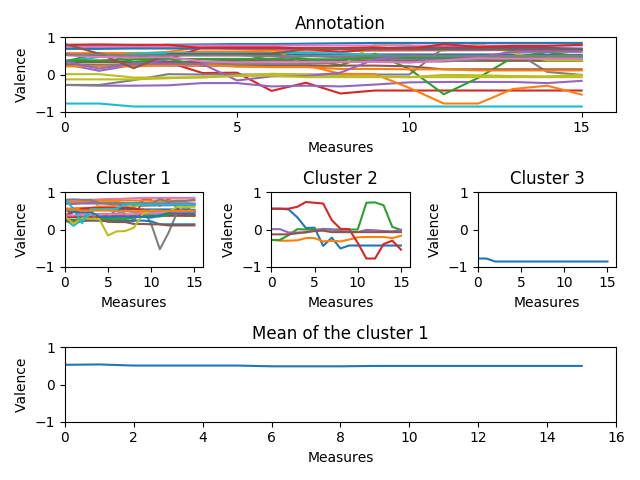 Annotation
1
0
−1
Valence
0 5 10 15
Measures
Cluster 1 Cluster 2 Cluster 3
1 1 1
0 0 0
−1 −1 −1
Valence Valence Valence
0 5 10 15 0 5 10 15 0 5 10 15
Measures Measures Measures
Mean of the cluster 1
1
0
−1
Valence
0 2 4 6 8 10 12 14 16
Measures